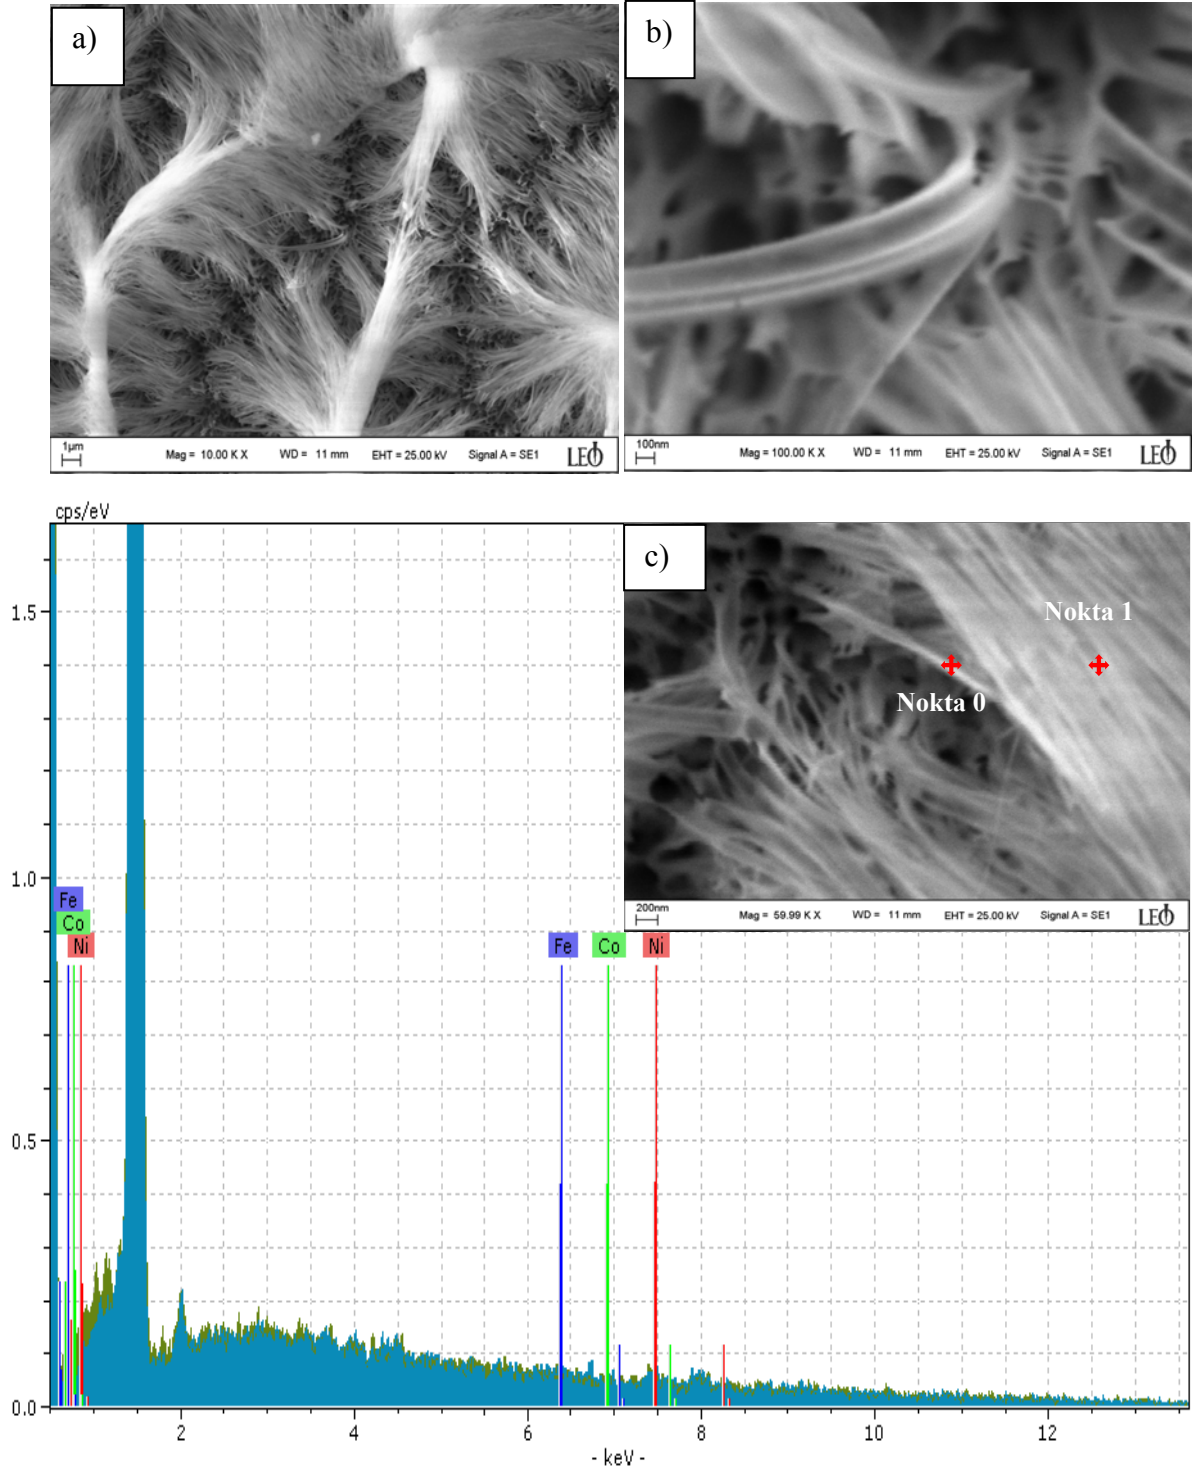 a)
1µm
Mag = 10.00 K X WD = 11 mm EHT = 25.00 kV Signal A = SE1 LEO
b)
100nm
Mag = 100.00 K X WD = 11 mm EHT = 25.00 kV Signal A = SE1 LEO
cps/eV
1.5
1.0
0.5
0.0
Fe
Co
Ni
Fe Co Ni
c)
Nokta 1
Nokta 0
200nm
Mag = 59.99 K X WD = 11 mm EHT = 25.00 kV Signal A = SE1 LEO
2 4 6 8 10 12
- keV -